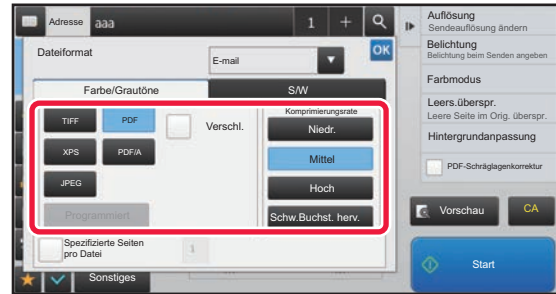 Adresse aaa 1 +
Dateiformat
E-mail
OK
Farbe/Grautöne
S/W
TIFF
PDF
Verschl.
XPS
PDF/A
JPEG
Programmiert
Komprimierungsrate
Niedr.
Mittel
Hoch
Schw.Buchst. herv.
Spezifizierte Seiten
pro Datei
1
Sonstiges
Auflösung
Sendeauflösung ändern
Belichtung
Belichtung beim Senden angeben
Farbmodus
Leers.überspr.
Leere Seite im Orig. überspr.
Hintergrundanpassung
PDF-Schräglagenkorrektur
Vorschau
CA
Start